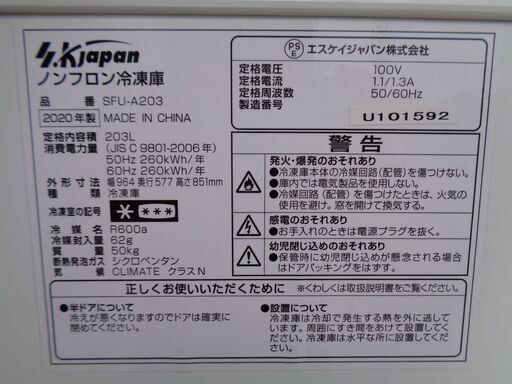 S.K japan
ノンフロン冷凍庫
品番 SFU-A203
2020年製 MADE IN CHINA
定格内容積 203L
消費電力量 (JIS C 9801-2006年)
50Hz 260kWh/年
60Hz 260kWh/年
外形寸法 幅964 奥行577 高さ851mm
種類 冷凍庫
冷凍室の記号
冷媒 R600a
冷媒封入量 62g
質量 50kg
断熱発泡ガス シクロペンタン
気候 CLIMATE クラスN
PS
E
エスケイジャパン株式会社
定格電圧 100V
定格電流 1.1/1.3A
定格周波数 50/60Hz
製造番号 U101592
警告
発火・爆発のおそれあり
●冷凍庫本体の冷媒回路(配管)を傷つけない。
●庫内では電気製品を使用しない。
●冷媒回路(配管)を傷つけたときは、火気の
使用を避け。窓を開けて換気する。
感電のおそれあり
●お手入れのときは電源プラグを抜く。
幼児閉じ込めのおそれあり
●保管時に幼児閉じ込めが懸念される場合
はドアパッキングをはずす。
正しくお使いいただくために
※くわしくは取扱説明書をご覧ください。
●半ドアについて
冷えが悪くなりますのでドアは確実に
閉めてください。
●設置について
冷凍庫は冷却で発生する熱を外に逃し
ています。周囲にすき間をあけて設置してく
ださい。冷凍庫は水平な所に設置してください。